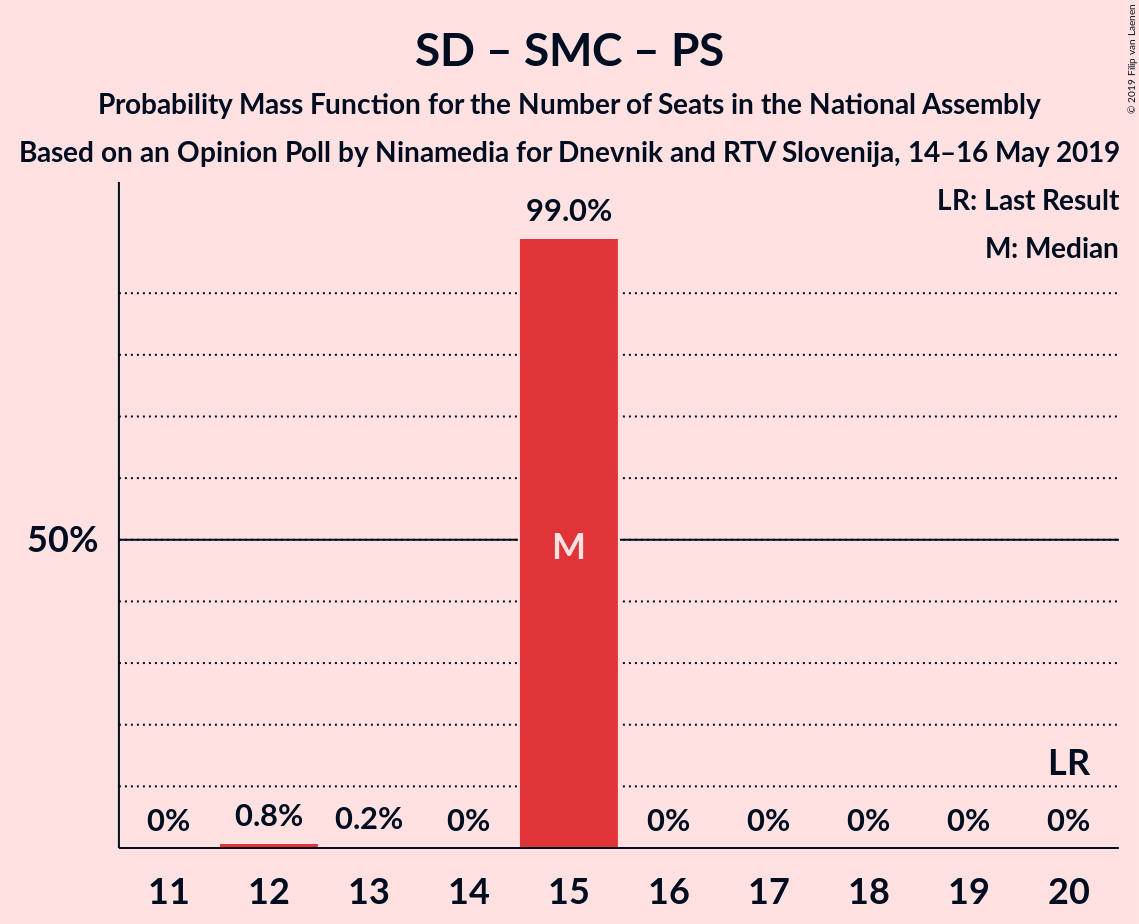 SD – SMC – PS
Probability Mass Function for the Number of Seats in the National Assembly
Based on an Opinion Poll by Ninamedia for Dnevnik and RTV Slovenija, 14–16 May 2019
© 2019 Filip van Laenen
LR: Last Result
M: Median
99.0%
50%
M
LR
0% 0.8% 0.2% 0% 0% 0% 0% 0% 0%
11 12 13 14 15 16 17 18 19 20